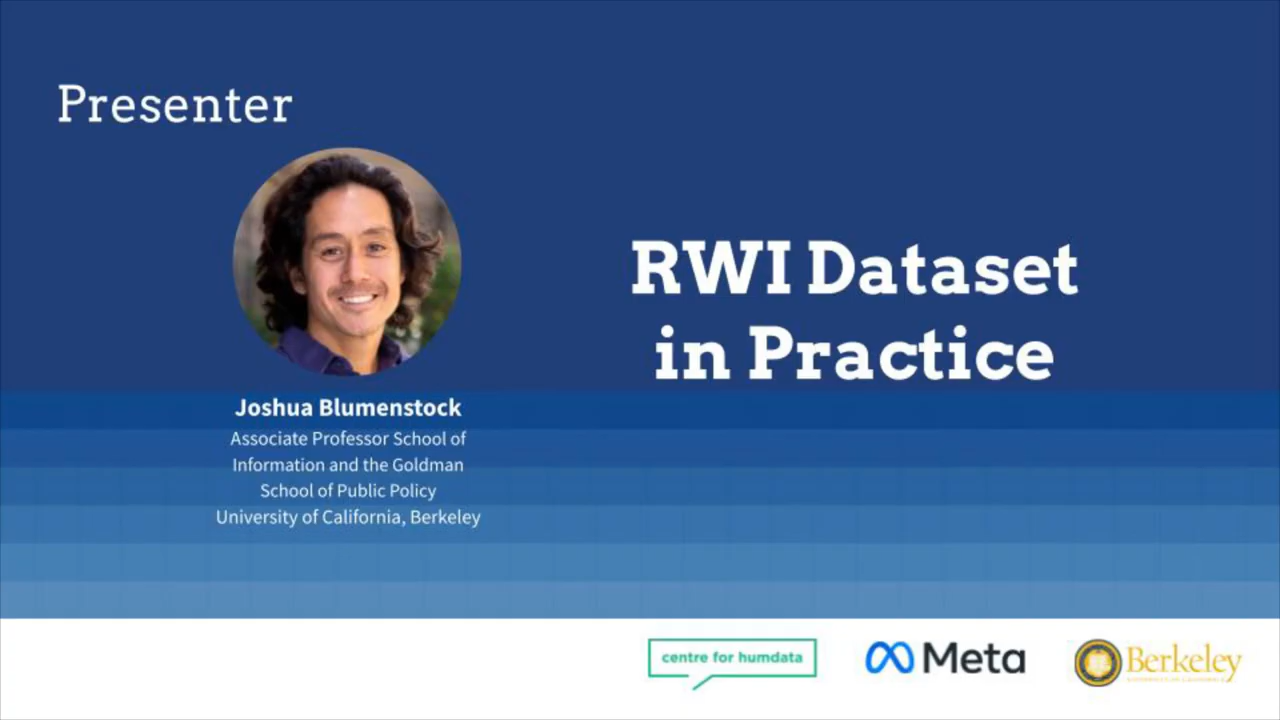 Presenter
RWI Dataset
in Practice
Joshua Blumenstock
Associate Professor School of
Information and the Goldman
School of Public Policy
University of California, Berkeley
centre for humdata
Meta
Berkeley